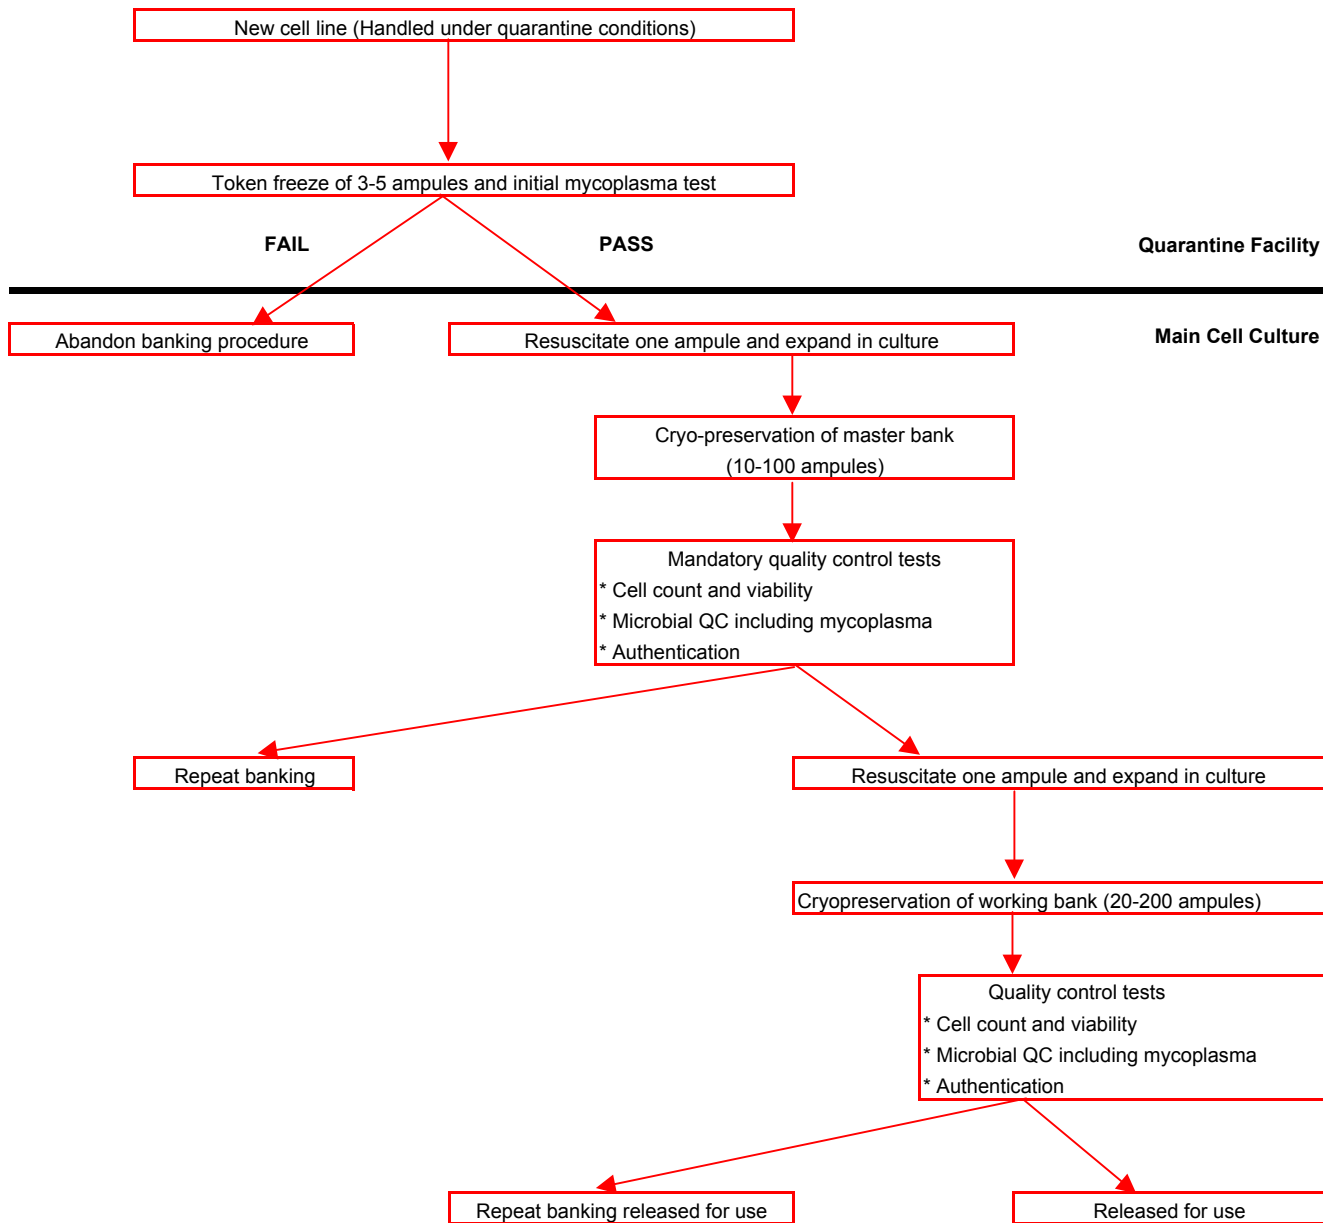 New cell line (Handled under quarantine conditions)
Token freeze of 3-5 ampules and initial mycoplasma test
FAIL
PASS
Quarantine Facility
Abandon banking procedure
Resuscitate one ampule and expand in culture
Main Cell Culture
Cryo-preservation of master bank
(10-100 ampules)
Mandatory quality control tests
* Cell count and viability
* Microbial QC including mycoplasma
* Authentication
Repeat banking
Resuscitate one ampule and expand in culture
Cryopreservation of working bank (20-200 ampules)
Quality control tests
* Cell count and viability
* Microbial QC including mycoplasma
* Authentication
Repeat banking released for use
Released for use